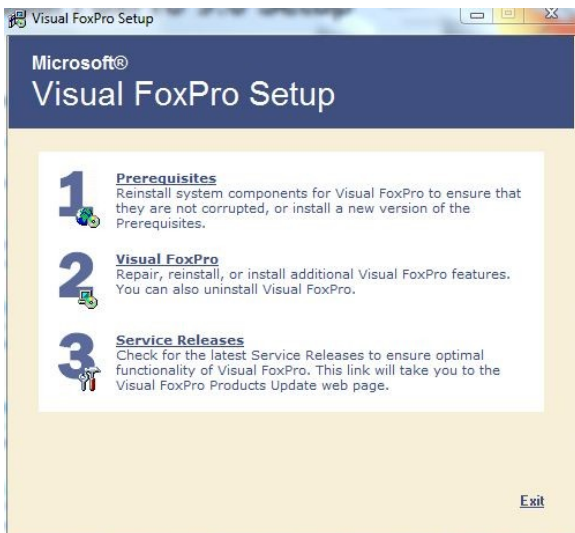 Visual FoxPro Setup
Microsoft®
Visual FoxPro Setup
1
Prerequisites
Reinstall system components for Visual FoxPro to ensure that
they are not corrupted, or install a new version of the
Prerequisites.
2
Visual FoxPro
Repair, reinstall, or install additional Visual FoxPro features.
You can also uninstall Visual FoxPro.
3
Service Releases
Check for the latest Service Releases to ensure optimal
functionality of Visual FoxPro. This link will take you to the
Visual FoxPro Products Update web page.
Exit